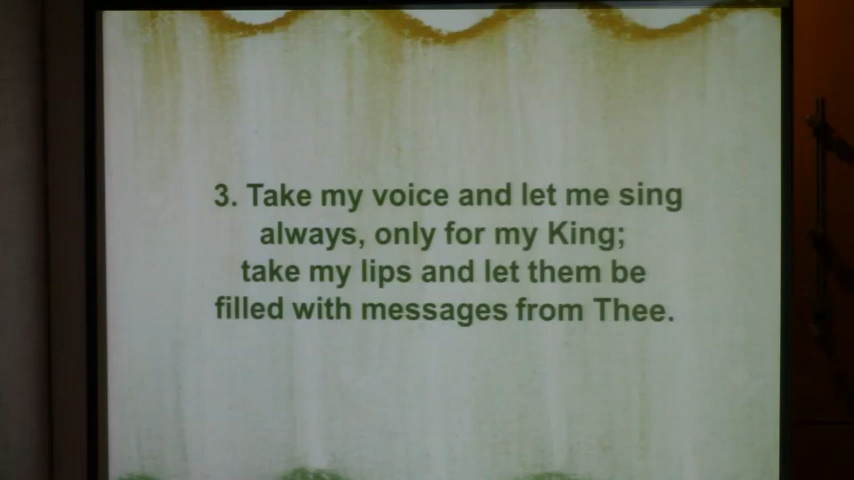 3. Take my voice and let me sing
always, only for my King;
take my lips and let them be
filled with messages from Thee.